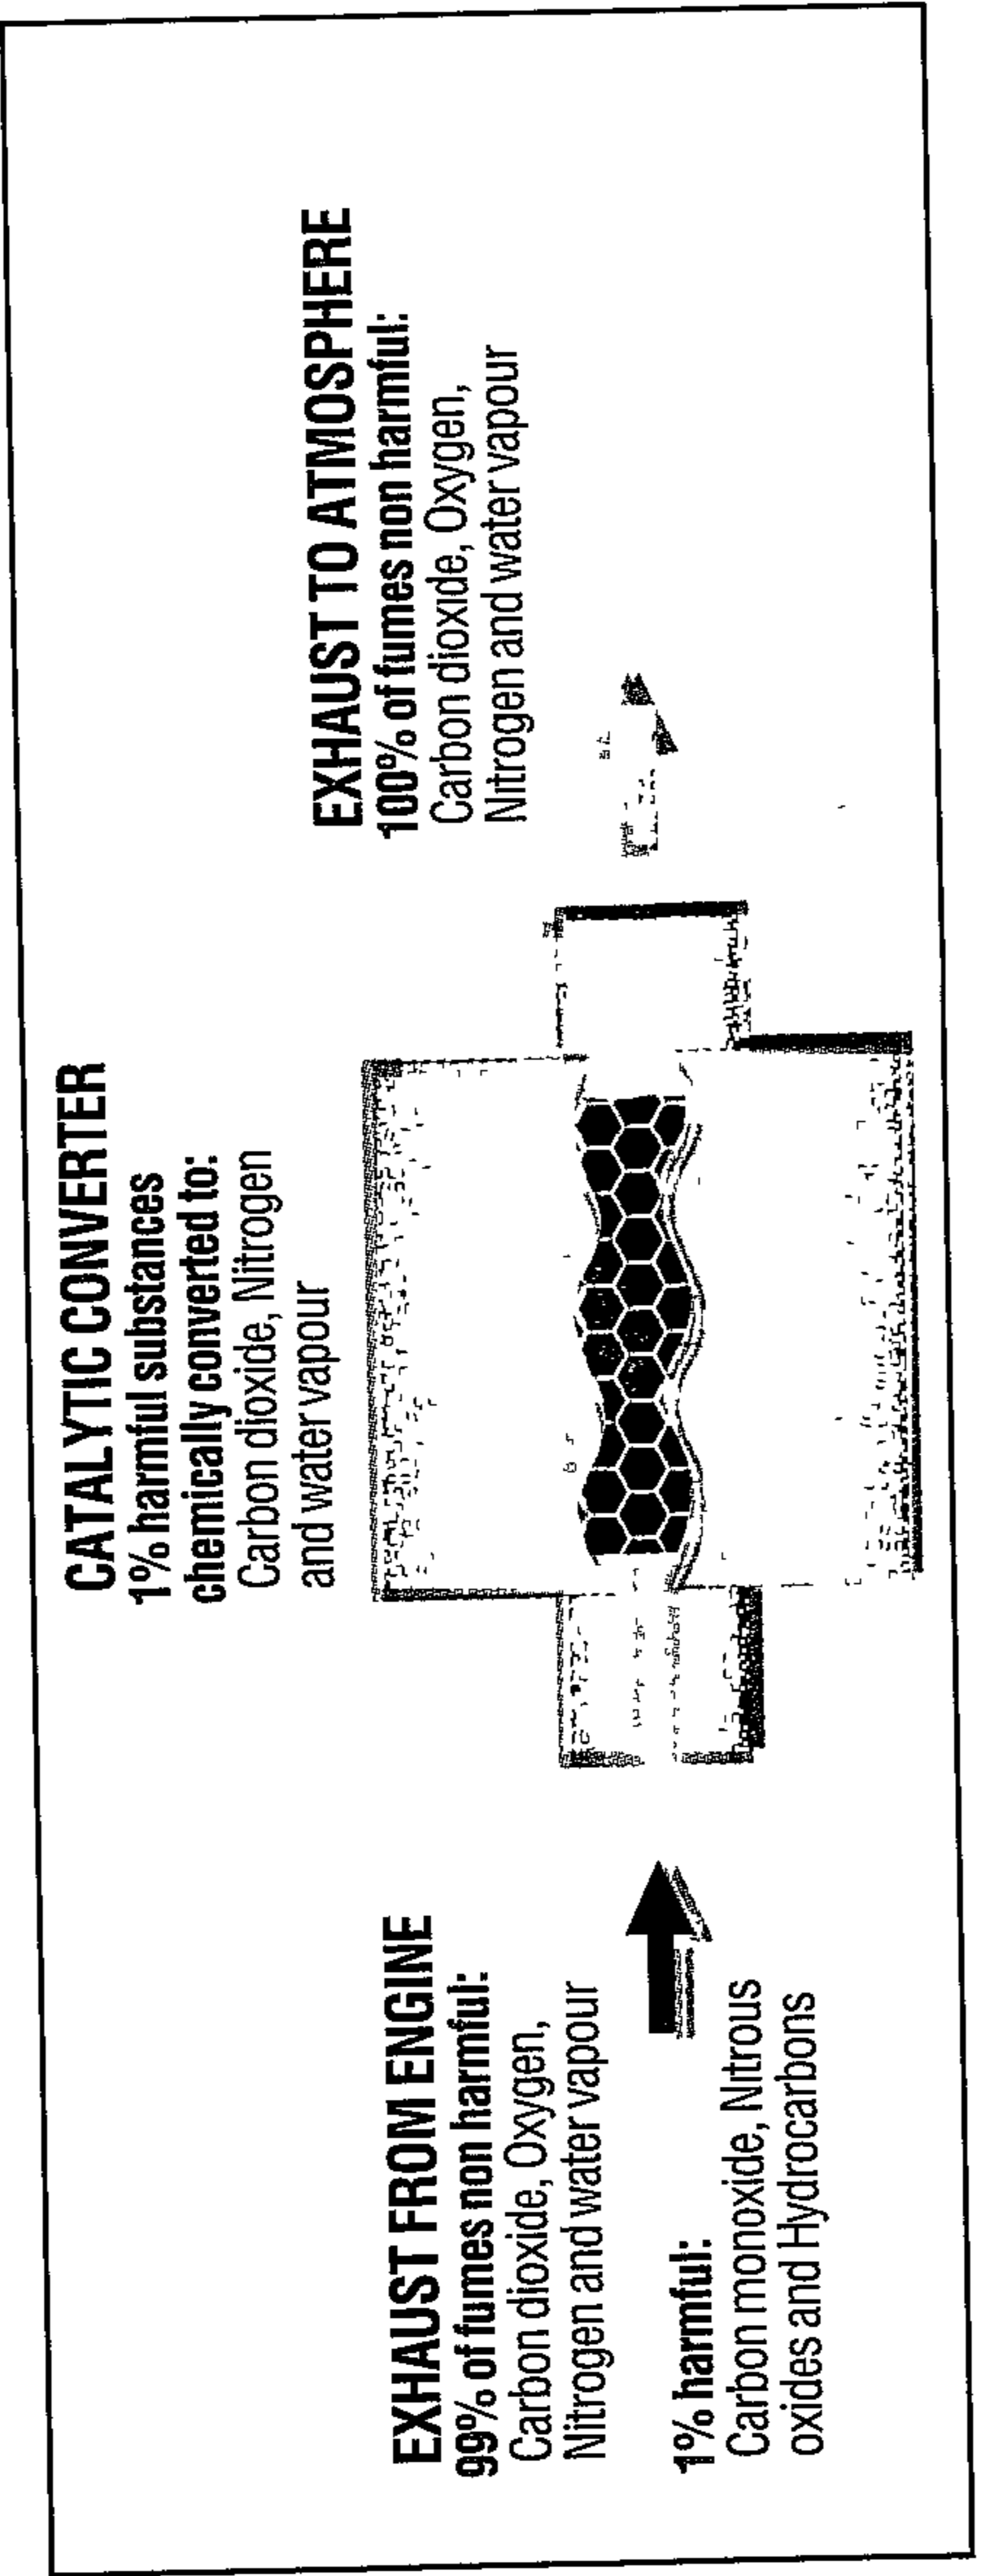 EXHAUST FROM ENGINE
99% of fumes non harmful:
Carbon dioxide, Oxygen,
Nitrogen and water vapour
1% harmful:
Carbon monoxide, Nitrous
oxides and Hydrocarbons
CATALYTIC CONVERTER
1% harmful substances
chemically converted to:
Carbon dioxide, Nitrogen
and water vapour
EXHAUST TO ATMOSPHERE
100% of fumes non harmful:
Carbon dioxide, Oxygen,
Nitrogen and water vapour